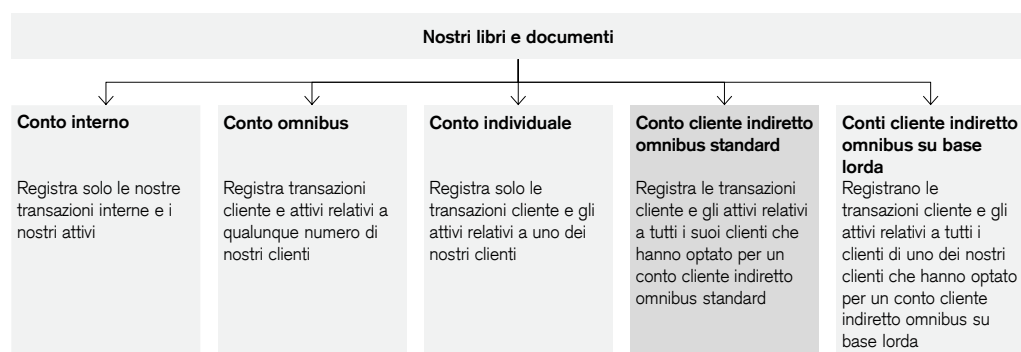 Nostri libri e documenti
Conto interno
Registra solo le nostre
transazioni interne e i
nostri attivi
Conto omnibus
Registra transazioni
cliente e attivi relativi a
qualunque numero di
nostri clienti
Conto individuale
Registra solo le
transazioni cliente e gli
attivi relativi a uno dei
nostri clienti
Conto cliente indiretto
omnibus standard
Registra le transazioni
cliente e gli attivi relativi
a tutti i suoi clienti che
hanno optato per un
conto cliente indiretto
omnibus standard
Conti cliente indiretto
omnibus su base
lorda
Registrano le
transazioni cliente e gli
attivi relativi a tutti i
clienti di uno dei nostri
clienti che hanno optato
per un conto cliente
indiretto omnibus su
base lorda